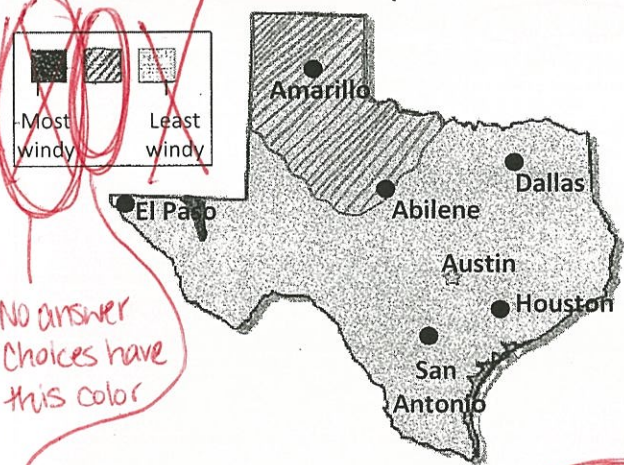 Most
windy
Least
windy
Amarillo
El Paso
Abilene
Dallas
Austin
Houston
San
Antonio
No answer
choices have
this color